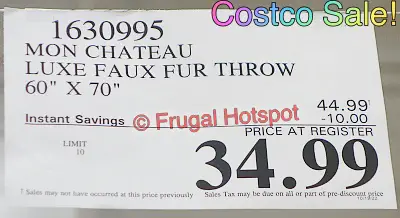 Costco Sale!
1630995
MON CHATEAU
LUXE FAUX FUR THROW
60" X 70"
44.99
Instant Savings
-10.00
© Frugal Hotspot
PRICE AT REGISTER
LIMIT
10
34.99
† Sales may not have occurred at this price previously
Sales Tax may be due on all or part of pre-discount price